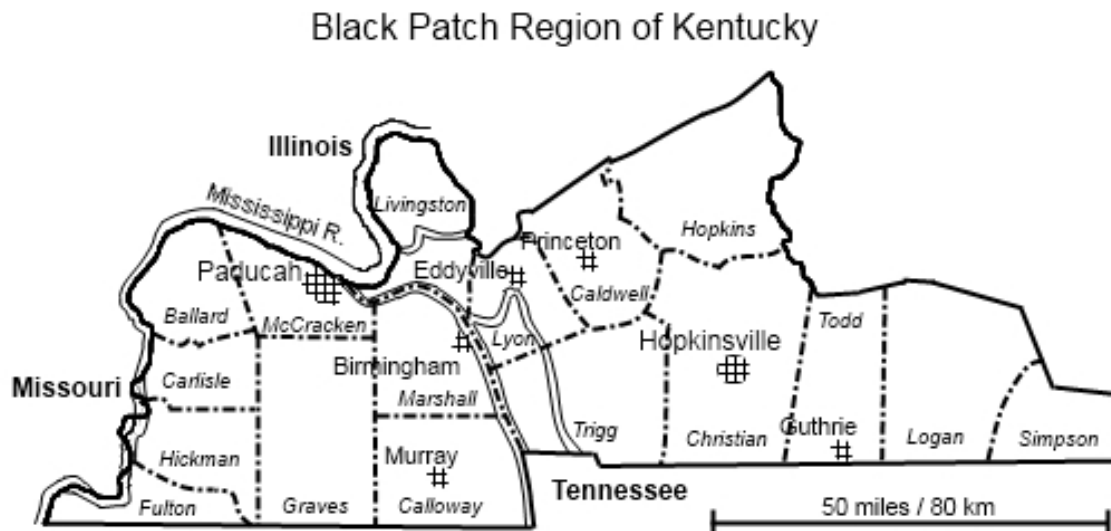 Black Patch Region of Kentucky
Illinois
Mississippi R.
Livingston
Hopkins
Princeton
Paducah
Eddyville
Caldwell
Ballard
McCracken
Lyon
Todd
Birmingham
Hopkinsville
Missouri
Carlisle
Marshall
Trigg
Christian
Guthrie
Logan
Simpson
Hickman
Murray
Tennessee
Fulton
Graves
Calloway
50 miles / 80 km